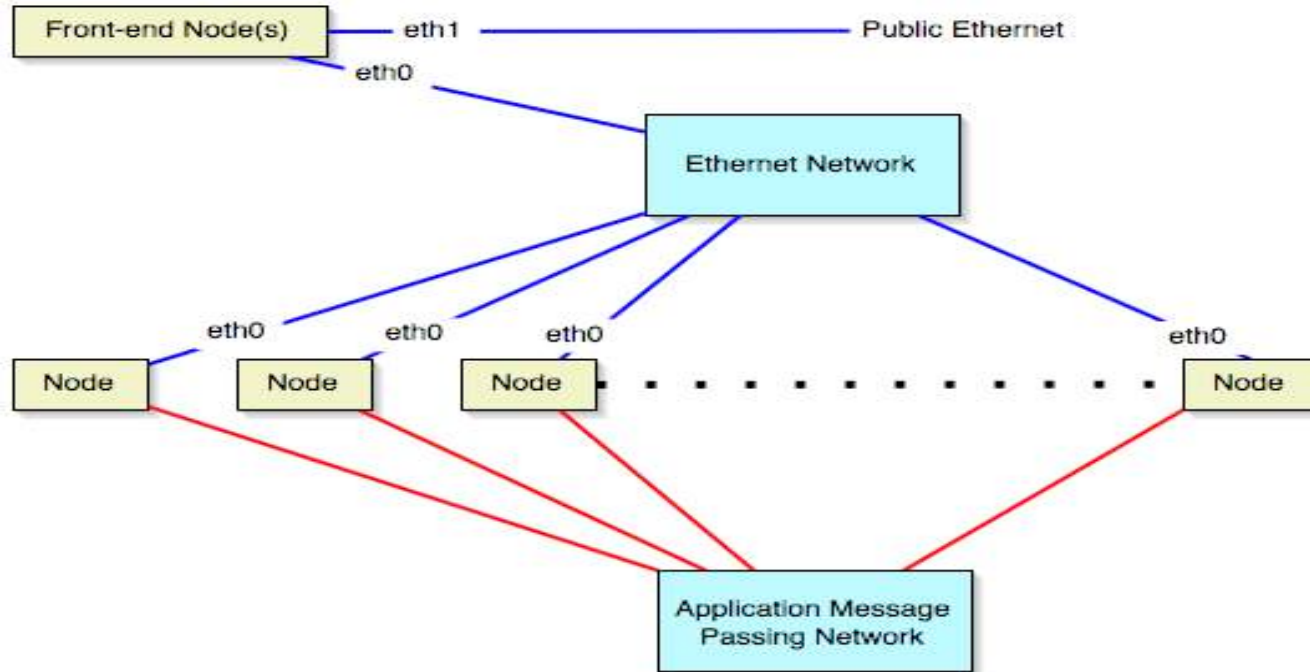 Front-end Node(s)
eth1
Public Ethernet
eth0
Ethernet Network
eth0
eth0
eth0
eth0
Node
Node
Node
Node
Application Message
Passing Network